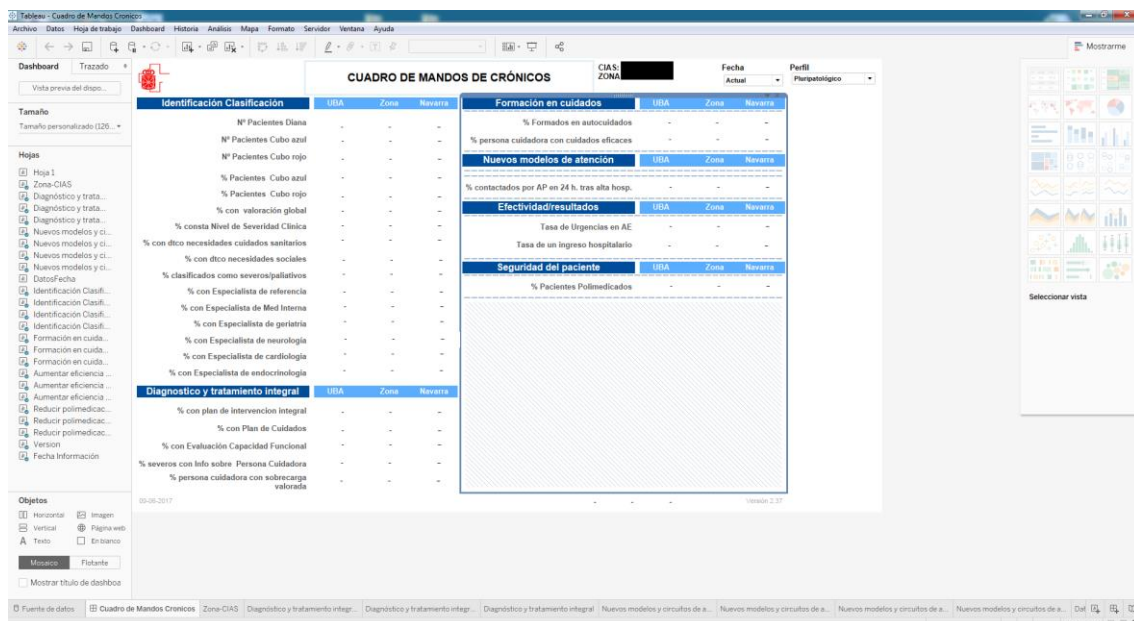 Tableau - Cuadro de Mandos Cronicos
Archivo Datos Hoja de trabajo Dashboard Historia Análisis Mapa Formato Servidor Ventana Ayuda
Mostrarme
Dashboard Trazado
Vista previa del dispo...
Tamaño
Tamaño personalizado (126...
Hojas
Hoja 1
Zona-CIAS
Diagnóstico y trata...
Diagnóstico y trata...
Diagnóstico y trata...
Nuevos modelos y ci...
Nuevos modelos y ci...
Nuevos modelos y ci...
Nuevos modelos y ci...
DatosFecha
Identificación Clasifi...
Identificación Clasifi...
Identificación Clasifi...
Identificación Clasifi...
Formación en cuida...
Formación en cuida...
Formación en cuida...
Aumentar eficiencia ...
Aumentar eficiencia ...
Aumentar eficiencia ...
Reducir polimedicac...
Reducir polimedicac...
Reducir polimedicac...
Version
Fecha Información
Objetos
Horizontal Imagen
Vertical Página web
Texto En blanco
Mosaico Flotante
Mostrar título de dashboa
CUADRO DE MANDOS DE CRÓNICOS
CIAS:
ZONA
Fecha
Actual
Perfil
Pluripatológico
Identificación Clasificación UBA Zona Navarra
Nº Pacientes Diana - - -
Nº Pacientes Cubo azul - - -
Nº Pacientes Cubo rojo - - -
% Pacientes Cubo azul - - -
% Pacientes Cubo rojo - - -
% con valoración global - - -
% consta Nivel de Severidad Clínica - - -
% con dtco necesidades cuidados sanitarios - - -
% con dtco necesidades sociales - - -
% clasificados como severos/paliativos - - -
% con Especialista de referencia - - -
% con Especialista de Med Interna - - -
% con Especialista de geriatria - - -
% con Especialista de neurología - - -
% con Especialista de cardiología - - -
% con Especialista de endocrinología - - -
Diagnostico y tratamiento integral UBA Zona Navarra
% con plan de intervencion integral - - -
% con Plan de Cuidados - - -
% con Evaluación Capacidad Funcional - - -
% severos con Info sobre Persona Cuidadora - - -
% persona cuidadora con sobrecarga
valorada - - -
Formación en cuidados UBA Zona Navarra
% Formados en autocuidados - - -
% persona cuidadora con cuidados eficaces - - -
Nuevos modelos de atención UBA Zona Navarra
% contactados por AP en 24 h. tras alta hosp. - - -
Efectividad/resultados UBA Zona Navarra
Tasa de Urgencias en AE - - -
Tasa de un ingreso hospitalario - - -
Seguridad del paciente UBA Zona Navarra
% Pacientes Polimedicados - - -
09-06-2017 - - - Versión 2.37
Seleccionar vista
Fuente de datos Cuadro de Mandos Cronicos Zona-CIAS Diagnóstico y tratamiento integr... Diagnóstico y tratamiento integr... Diagnóstico y tratamiento integral Nuevos modelos y circuitos de a... Nuevos modelos y circuitos de a... Nuevos modelos y circuitos de a... Nuevos modelos y circuitos de a... Dat